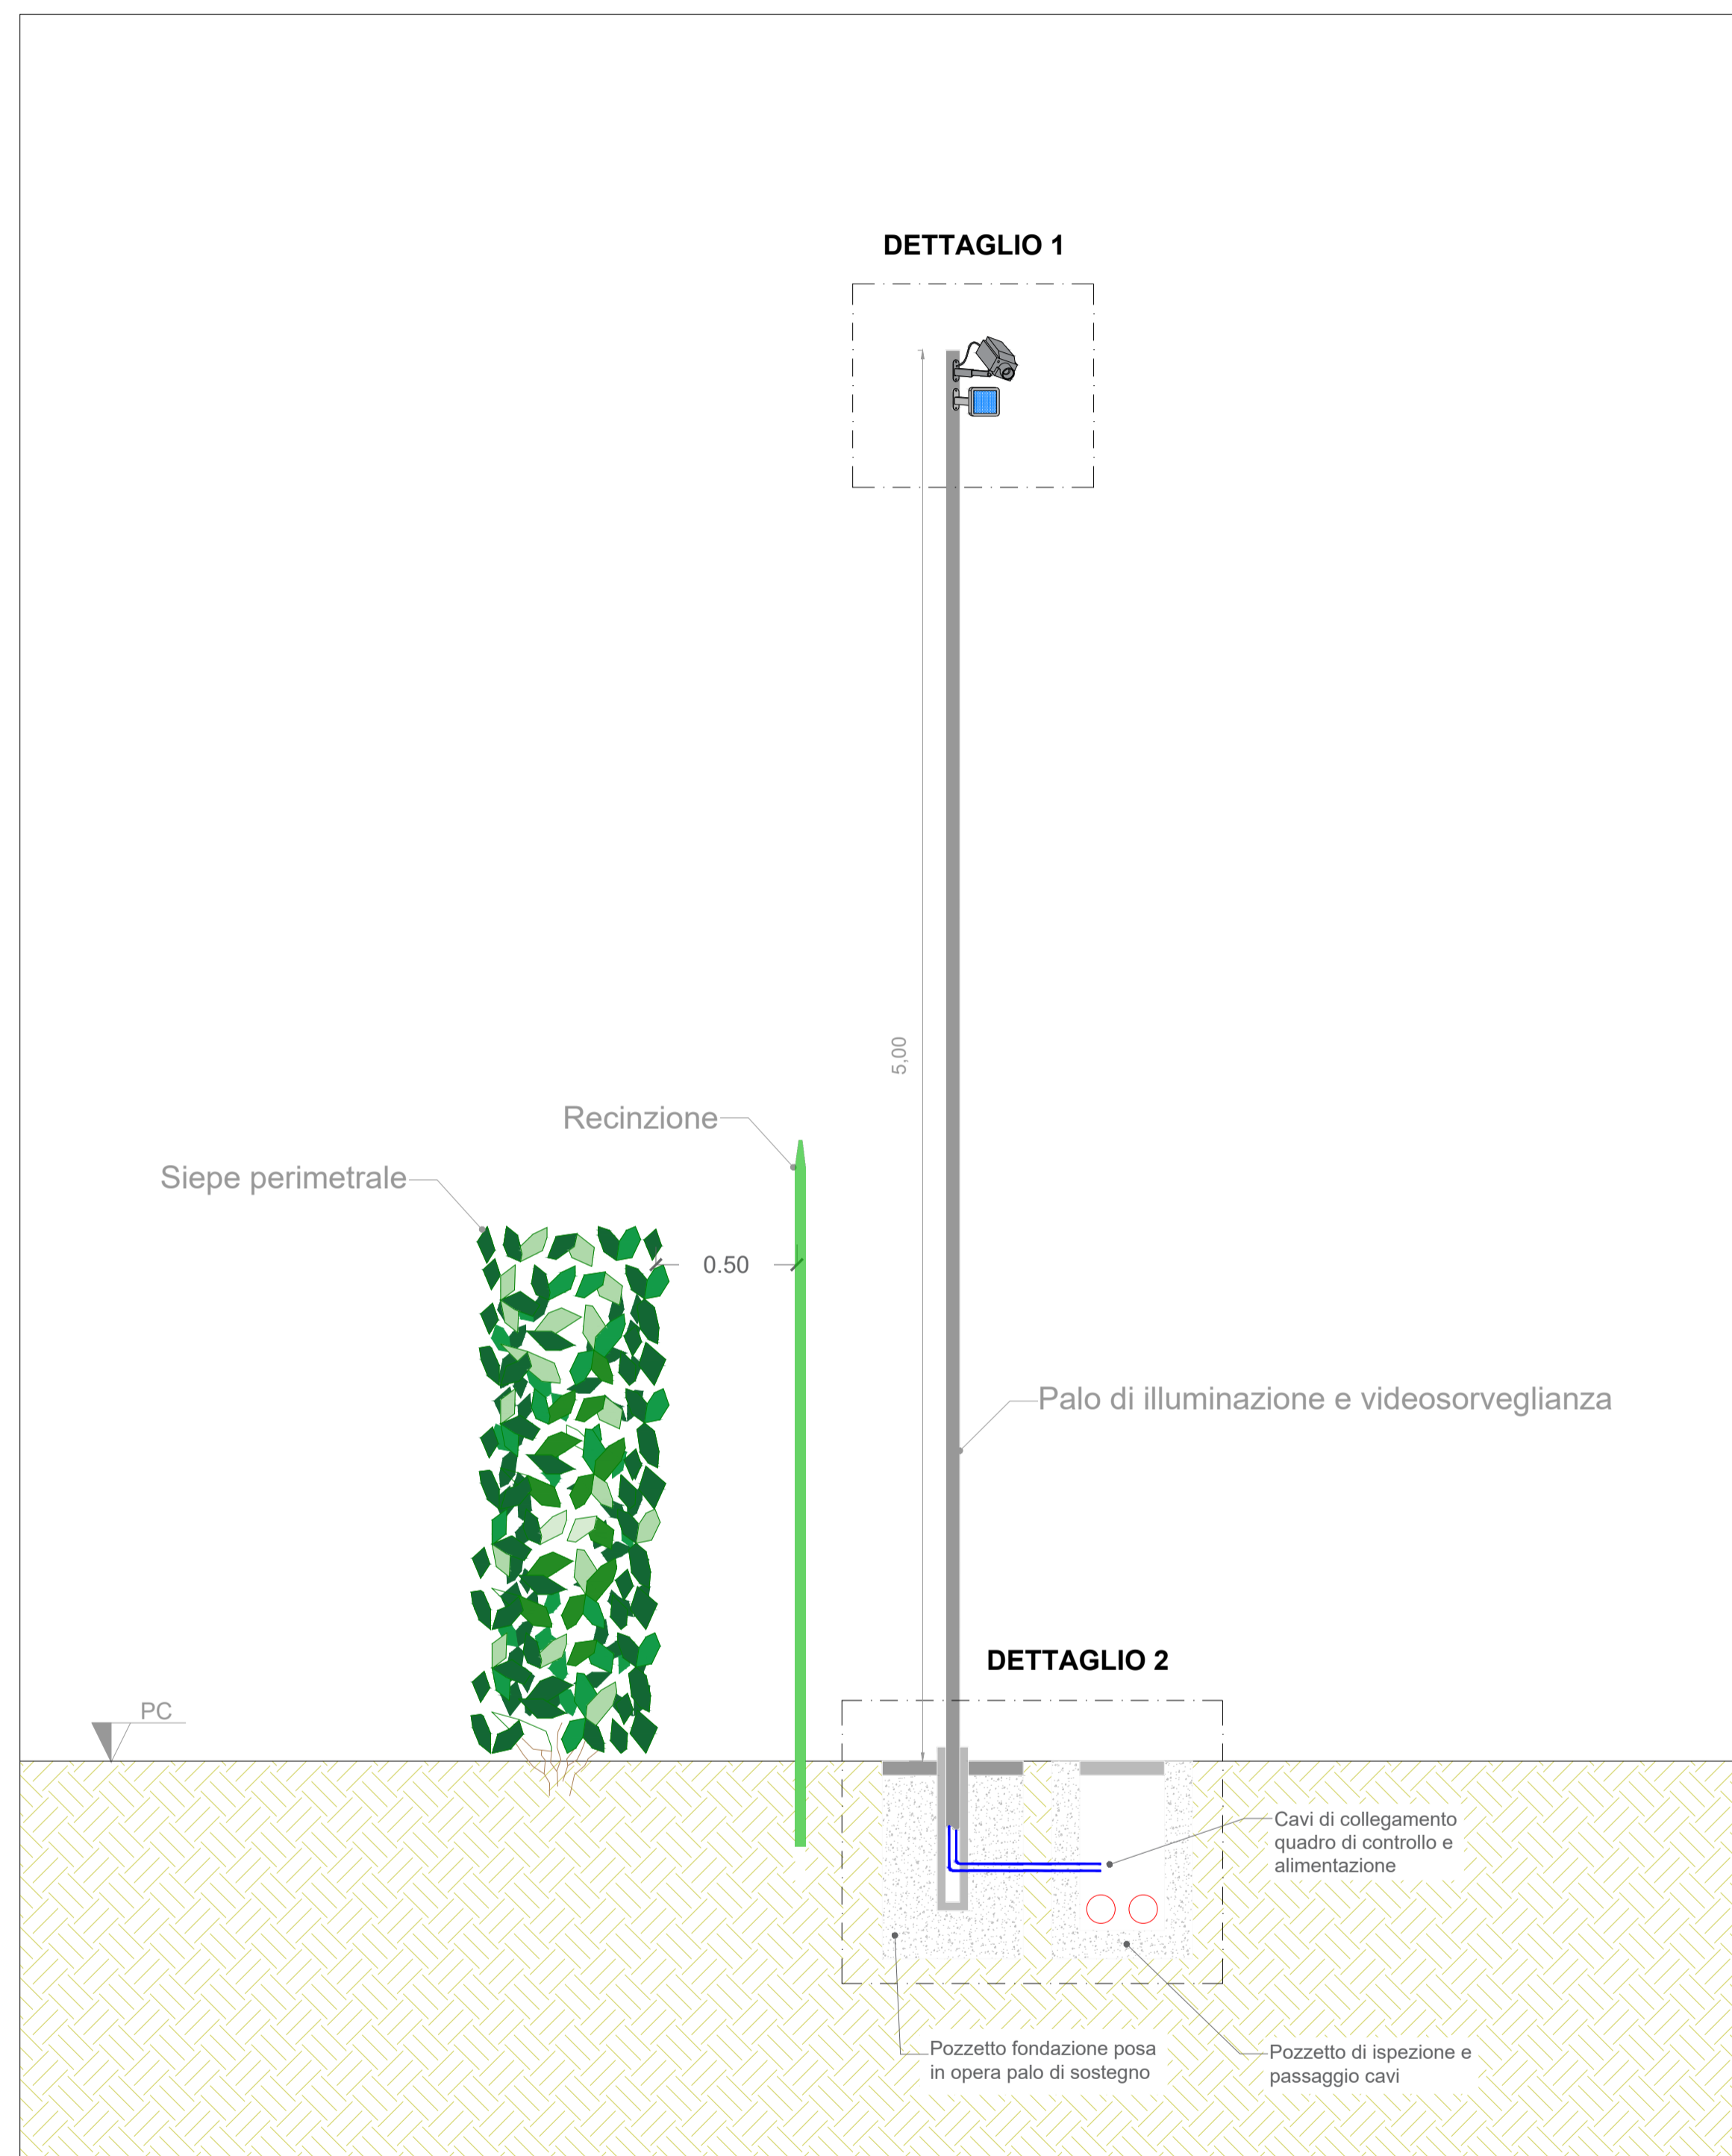 DETTAGLIO 1
5,00
Recinzione
Siepe perimetrale
0.50
Palo di illuminazione e videosorveglianza
DETTAGLIO 2
PC
Cavi di collegamento
quadro di controllo e
alimentazione
Pozzetto fondazione posa
in opera palo di sostegno
Pozzetto di ispezione e
passaggio cavi